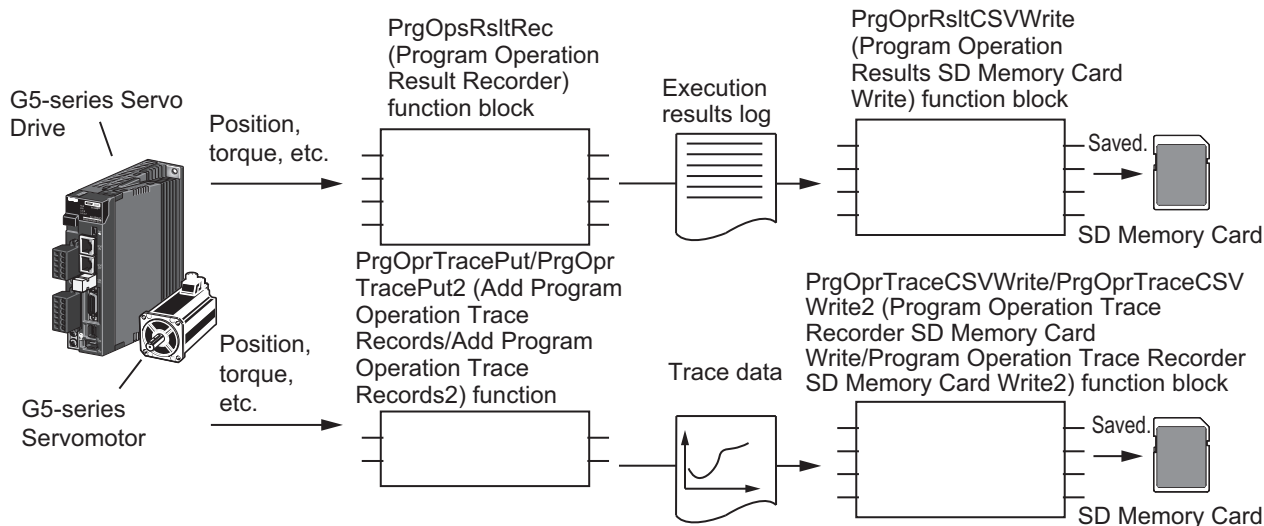 PrgOpsRsltRec
(Program Operation
Result Recorder)
function block
PrgOprRsltCSVWrite
(Program Operation
Results SD Memory Card
Write) function block
G5-series Servo
Drive
Position,
torque, etc.
Execution
results log
Saved.
SD Memory Card
PrgOprTracePut/PrgOpr
TracePut2 (Add Program
Operation Trace
Records/Add Program
Operation Trace
Records2) function
PrgOprTraceCSVWrite/PrgOprTraceCSV
Write2 (Program Operation Trace
Recorder SD Memory Card
Write/Program Operation Trace Recorder
SD Memory Card Write2) function block
Position,
torque,
etc.
Trace data
G5-series
Servomotor
Saved.
SD Memory Card